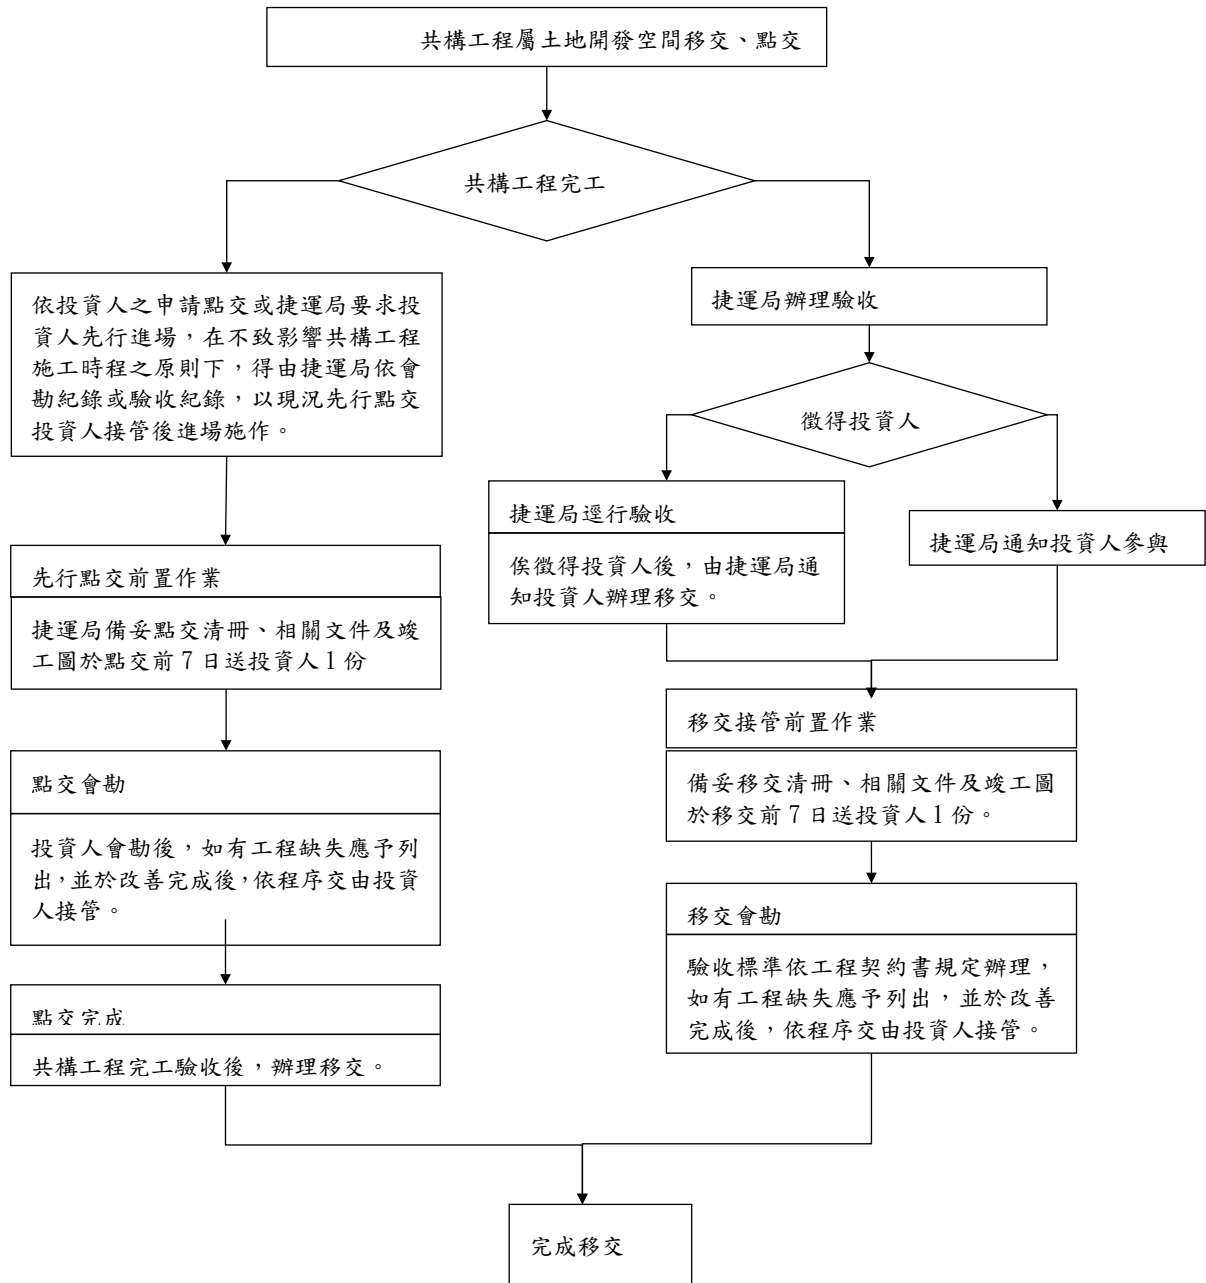 共構工程屬土地開發空間移交、點交
共構工程完工
依投資人之申請點交或捷運局要求投
資人先行進場，在不致影響共構工程
施工時程之原則下，得由捷運局依會
勘紀錄或驗收紀錄，以現況先行點交
投資人接管後進場施作。
捷運局辦理驗收
徵得投資人
捷運局逕行驗收
俟徵得投資人後，由捷運局通
知投資人辦理移交。
捷運局通知投資人參與
先行點交前置作業
捷運局備妥點交清冊、相關文件及竣
工圖於點交前7日送投資人1份
移交接管前置作業
備妥移交清冊、相關文件及竣工圖
於移交前7日送投資人1份。
點交會勘
投資人會勘後，如有工程缺失應予列
出，並於改善完成後，依程序交由投資
人接管。
移交會勘
驗收標準依工程契約書規定辦理，
如有工程缺失應予列出，並於改善
完成後，依程序交由投資人接管。
點交完成
共構工程完工驗收後，辦理移交。
完成移交